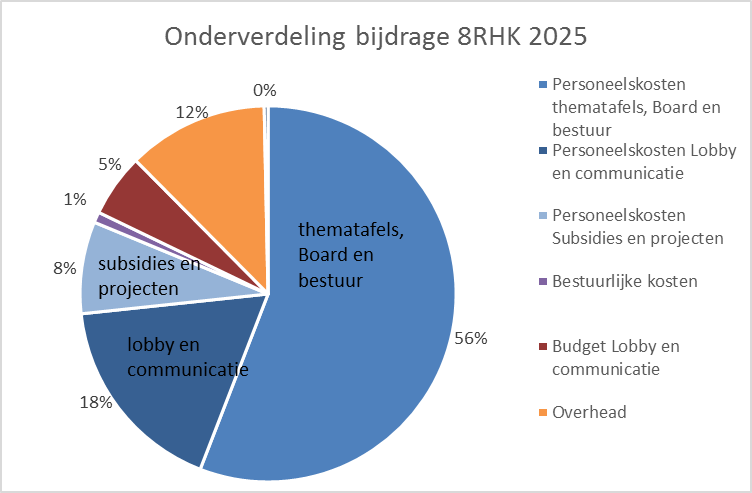 Onderverdeling bijdrage 8RHK 2025
0%
12%
5%
1%
8%
18%
56%
thematafels,
Board en
bestuur
subsidies en
projecten
lobby en
communicatie
Personeelskosten
thematafels, Board en
bestuur
Personeelskosten Lobby
en communicatie
Personeelskosten
Subsidies en projecten
Bestuurlijke kosten
Budget Lobby en
communicatie
Overhead